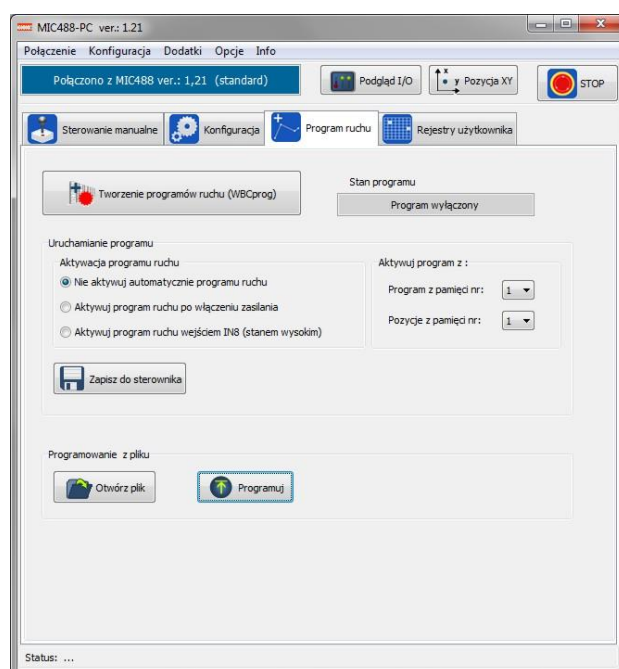 MIC488-PC ver.: 1.21
Połączenie Konfiguracja Dodatki Opcje Info
Połączono z MIC488 ver.: 1,21 (standard)
Podgląd I/O
x
y
Pozycja XY
STOP
Sterowanie manualne
Konfiguracja
Program ruchu
Rejestry użytkownika
Tworzenie programów ruchu (WBCprog)
Stan programu
Program wyłączony
Uruchamianie programu
Aktywacja programu ruchu
Nie aktywuj automatycznie programu ruchu
Aktywuj program ruchu po włączeniu zasilania
Aktywuj program ruchu wejściem IN8 (stanem wysokim)
Aktywuj program z :
Program z pamięci nr: 1
Pozycje z pamięci nr: 1
Zapisz do sterownika
Programowanie z pliku
Otwórz plik
Programuj
Status: ...